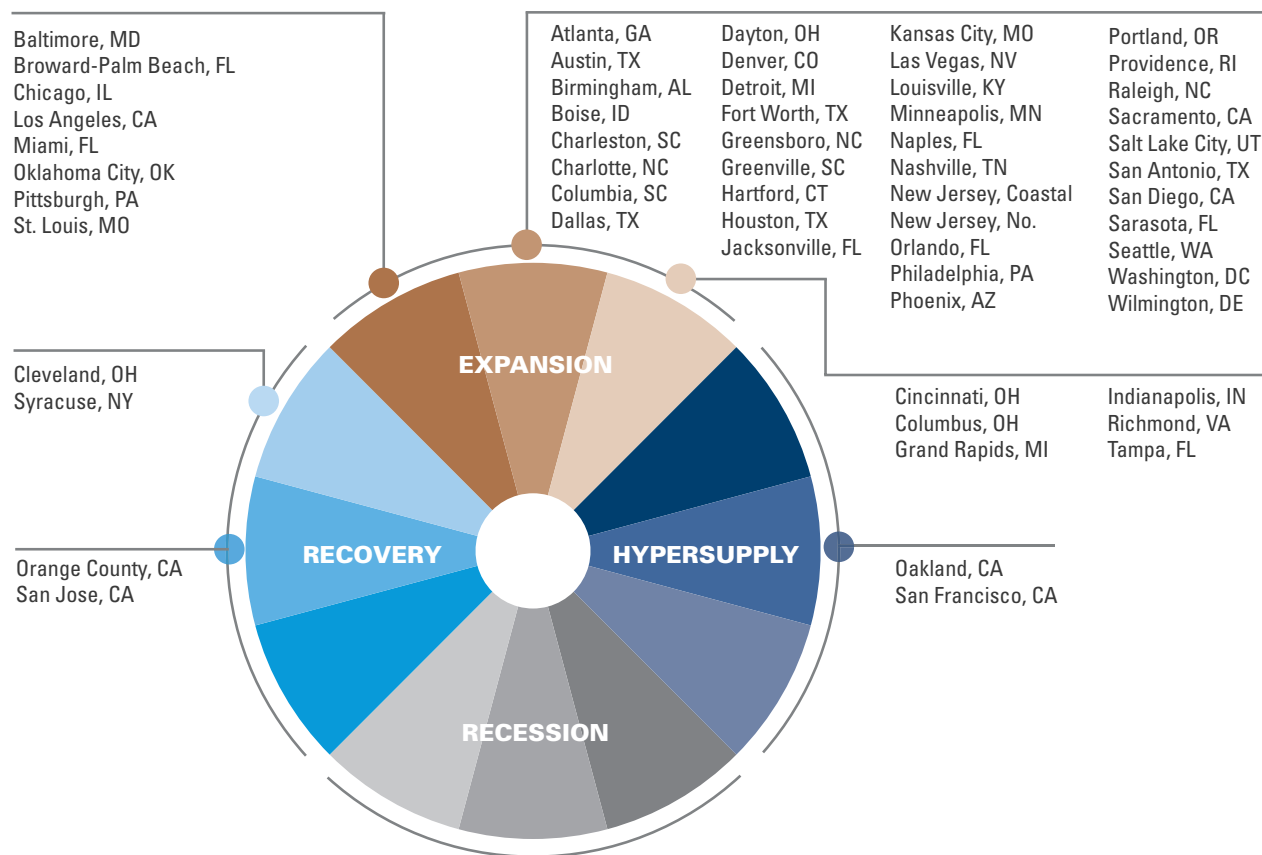 Baltimore, MD
Broward-Palm Beach, FL
Chicago, IL
Los Angeles, CA
Miami, FL
Oklahoma City, OK
Pittsburgh, PA
St. Louis, MO
Atlanta, GA
Austin, TX
Birmingham, AL
Boise, ID
Charleston, SC
Charlotte, NC
Columbia, SC
Dallas, TX
Dayton, OH
Denver, CO
Detroit, MI
Fort Worth, TX
Greensboro, NC
Greenville, SC
Hartford, CT
Houston, TX
Jacksonville, FL
Kansas City, MO
Las Vegas, NV
Louisville, KY
Minneapolis, MN
Naples, FL
Nashville, TN
New Jersey, Coastal
New Jersey, No.
Orlando, FL
Philadelphia, PA
Phoenix, AZ
Portland, OR
Providence, RI
Raleigh, NC
Sacramento, CA
Salt Lake City, UT
San Antonio, TX
San Diego, CA
Sarasota, FL
Seattle, WA
Washington, DC
Wilmington, DE
Cleveland, OH
Syracuse, NY
EXPANSION
Cincinnati, OH
Columbus, OH
Grand Rapids, MI
Indianapolis, IN
Richmond, VA
Tampa, FL
Orange County, CA
San Jose, CA
RECOVERY
HYPERSUPPLY
Oakland, CA
San Francisco, CA
RECESSION